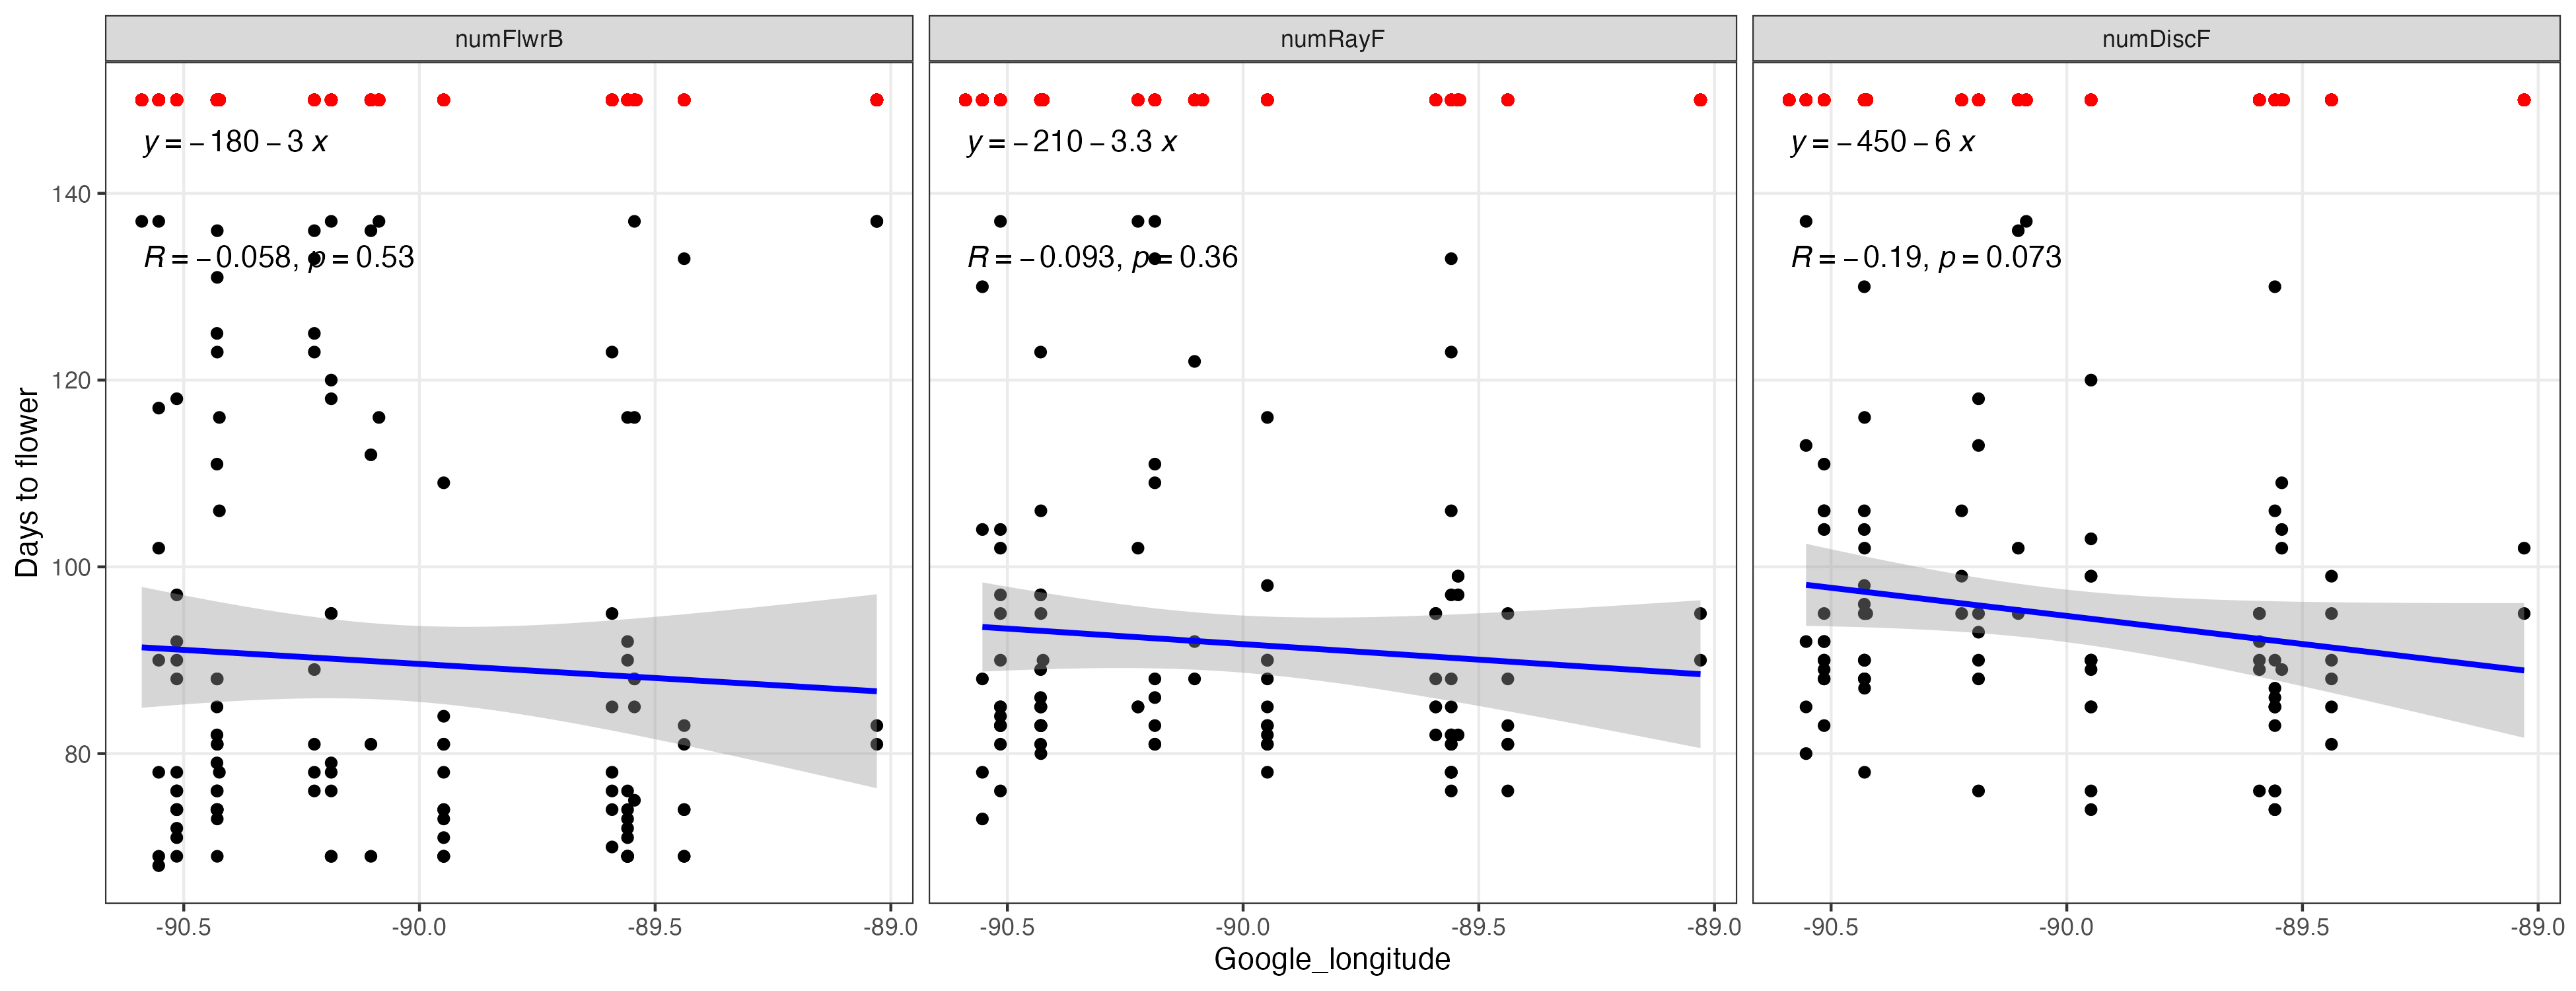 numFlwrB
numRayF
numDiscF
y = −180 − 3 x
y = −210 − 3.3 x
y = −450 − 6 x
R = −0.058, p = 0.53
R = −0.093, p = 0.36
R = −0.19, p = 0.073
140
120
100
80
Days to flower
-90.5 -90.0 -89.5 -89.0
-90.5 -90.0 -89.5 -89.0
-90.5 -90.0 -89.5 -89.0
Google_longitude